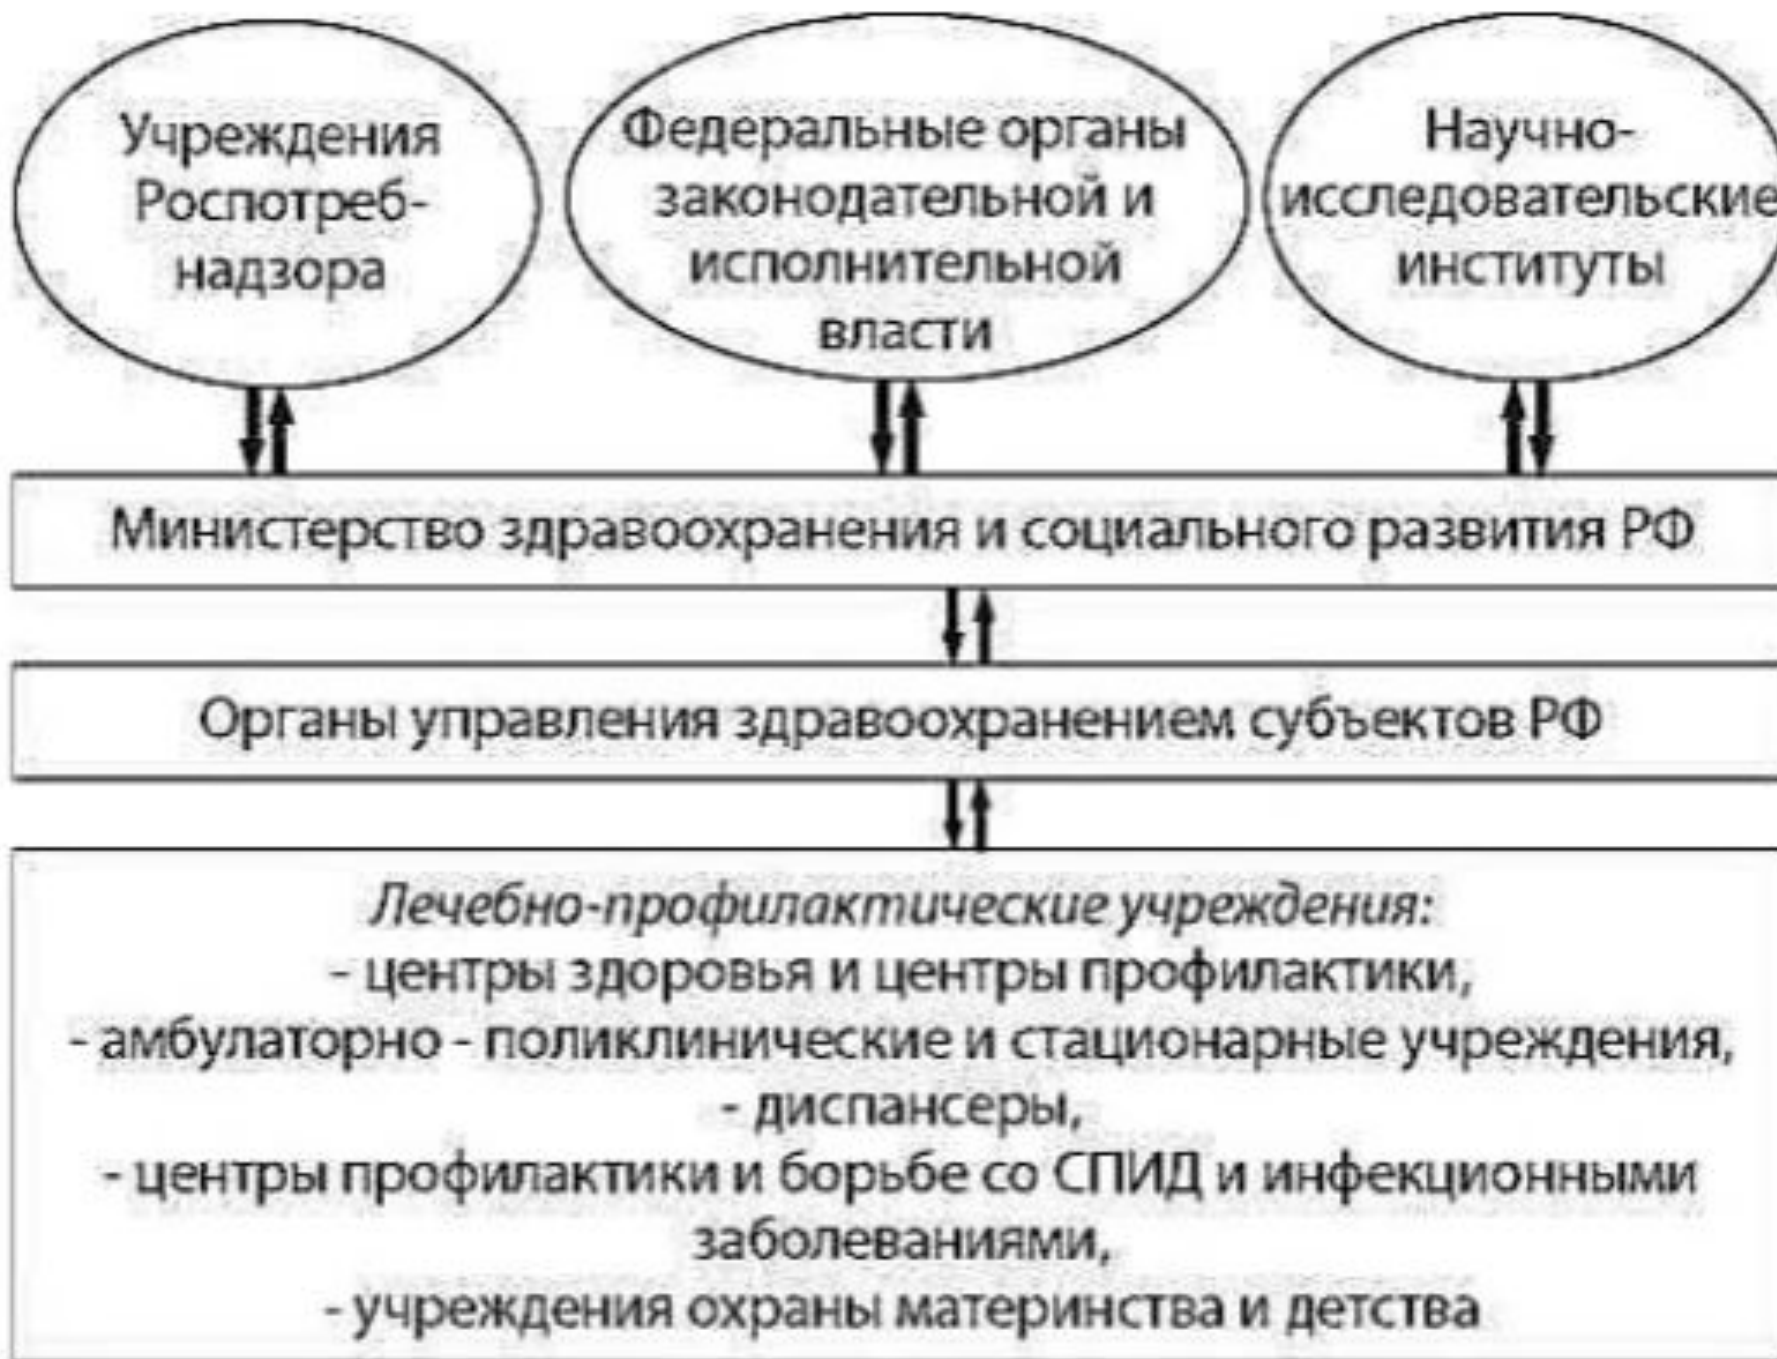 Учреждения
Роспотреб-
надзора
Федеральные органы
законодательной и
исполнительной
власти
Научно-
исследовательские
институты
Министерство здравоохранения и социального развития РФ
Органы управления здравоохранением субъектов РФ
Лечебно-профилактические учреждения:
- центры здоровья и центры профилактики,
- амбулаторно - поликлинические и стационарные учреждения,
- диспансеры,
- центры профилактики и борьбе со СПИД и инфекционными
заболеваниями,
- учреждения охраны материнства и детства